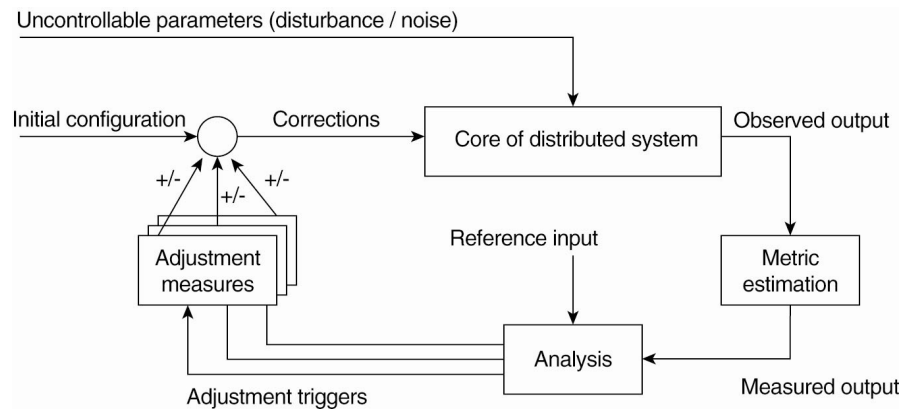 Uncontrollable parameters (disturbance / noise)
Initial configuration
Corrections
Core of distributed system
Observed output
+/-
+/-
+/-
Reference input
Adjustment
measures
Metric
estimation
Analysis
Adjustment triggers
Measured output